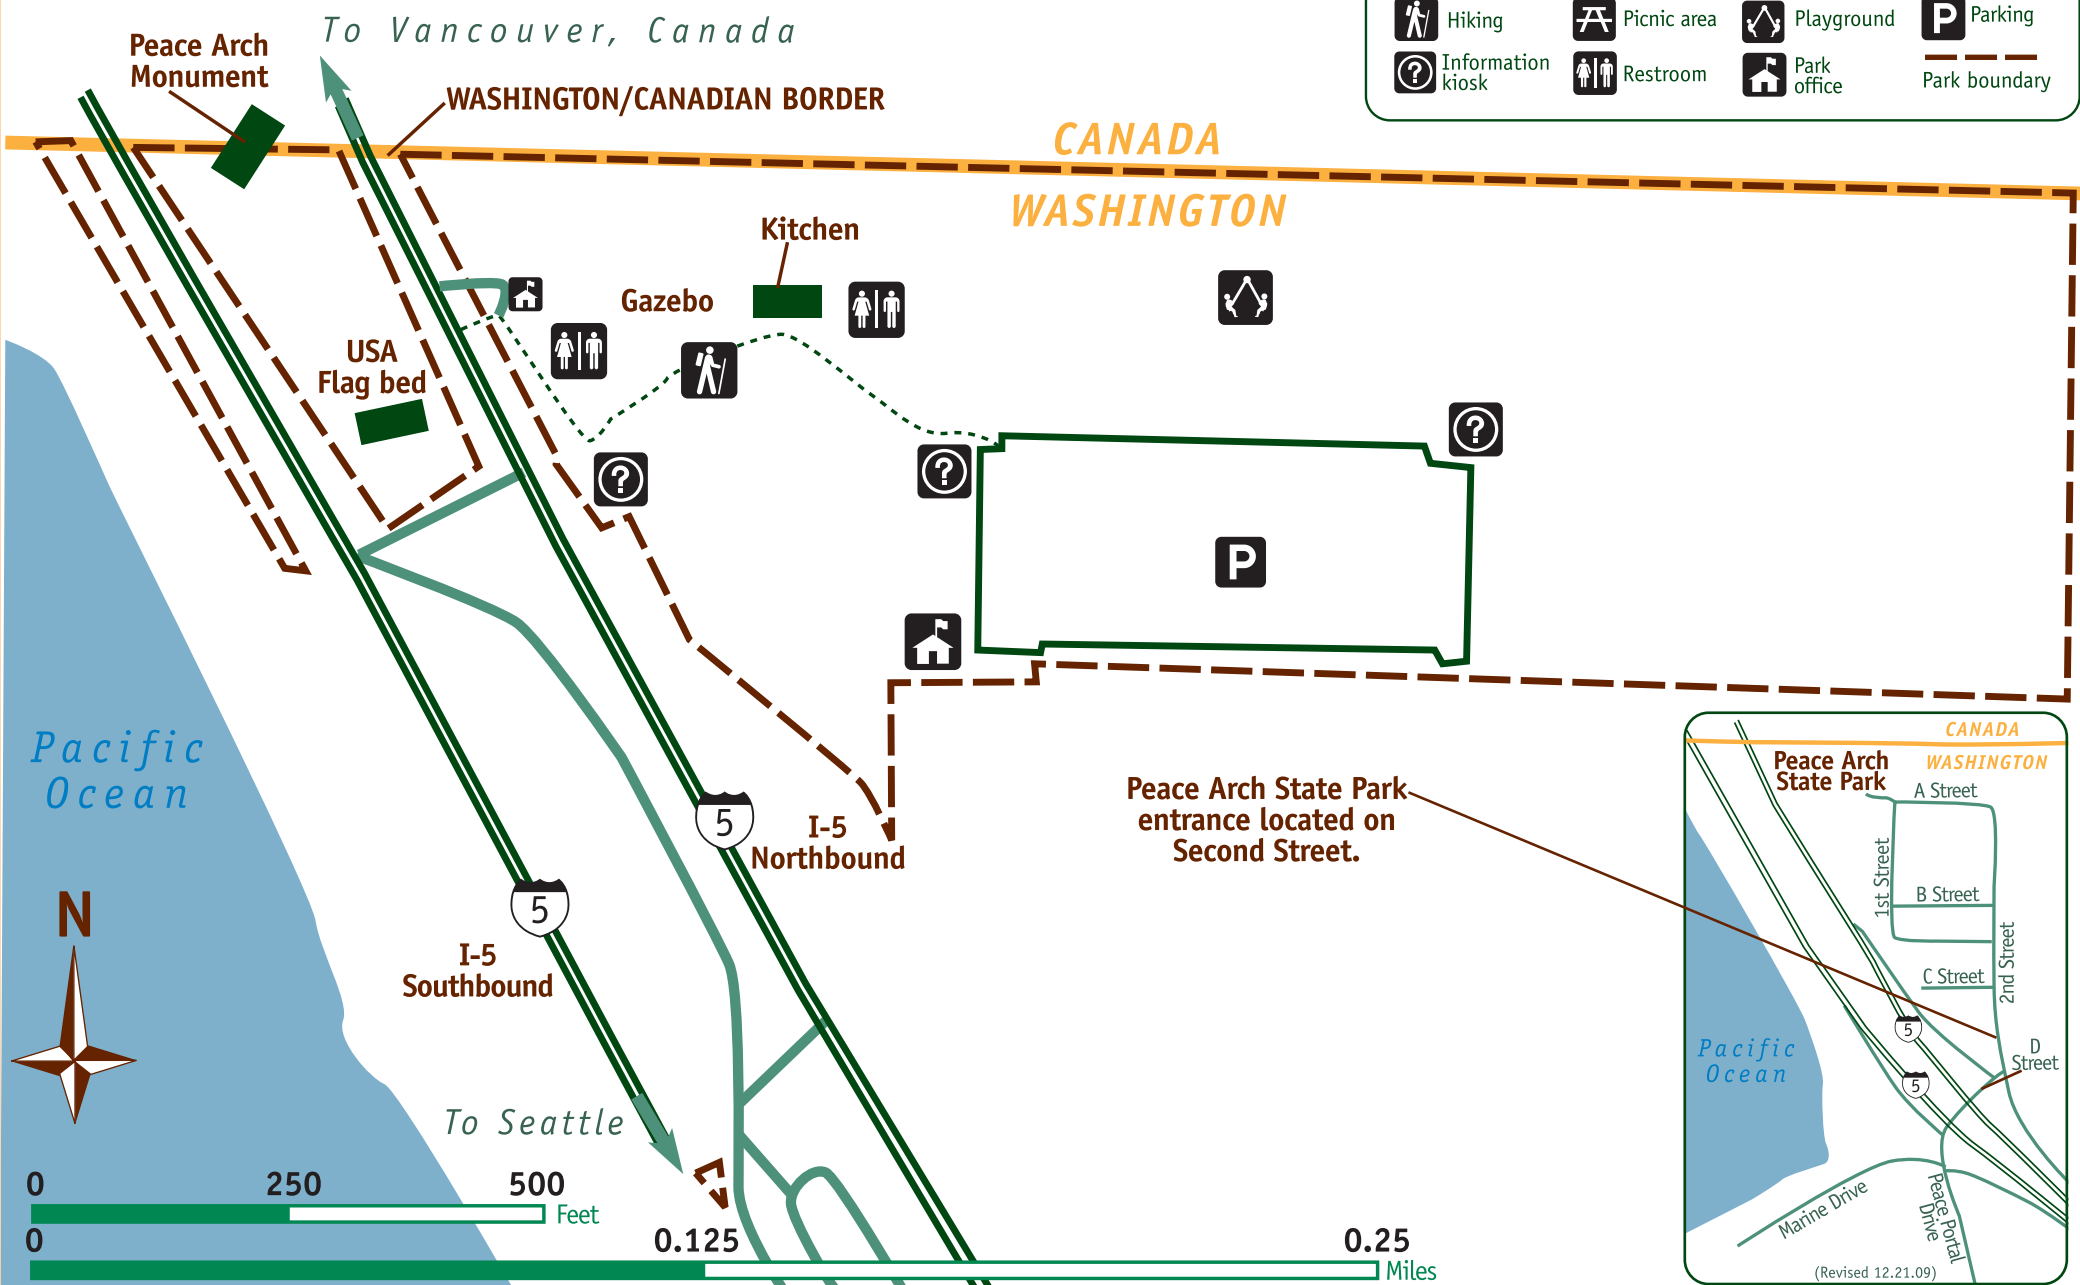 To Vancouver, Canada
Peace Arch
Monument
WASHINGTON/CANADIAN BORDER
Hiking
Picnic area
Playground
P
Parking
?
Information
kiosk
Restroom
Park
office
Park boundary
CANADA
WASHINGTON
Kitchen
Gazebo
USA
Flag bed
?
?
?
P
Pacific
Ocean
Peace Arch State Park
entrance located on
Second Street.
5
I-5
Northbound
5
I-5
Southbound
N
To Seattle
0 250 500
Feet
0 0.125 0.25
Miles
CANADA
WASHINGTON
Peace Arch
State Park
A Street
1st Street
B Street
2nd Street
C Street
5
D
Street
5
Pacific
Ocean
Marine Drive
Peace Portal
Drive
(Revised 12.21.09)